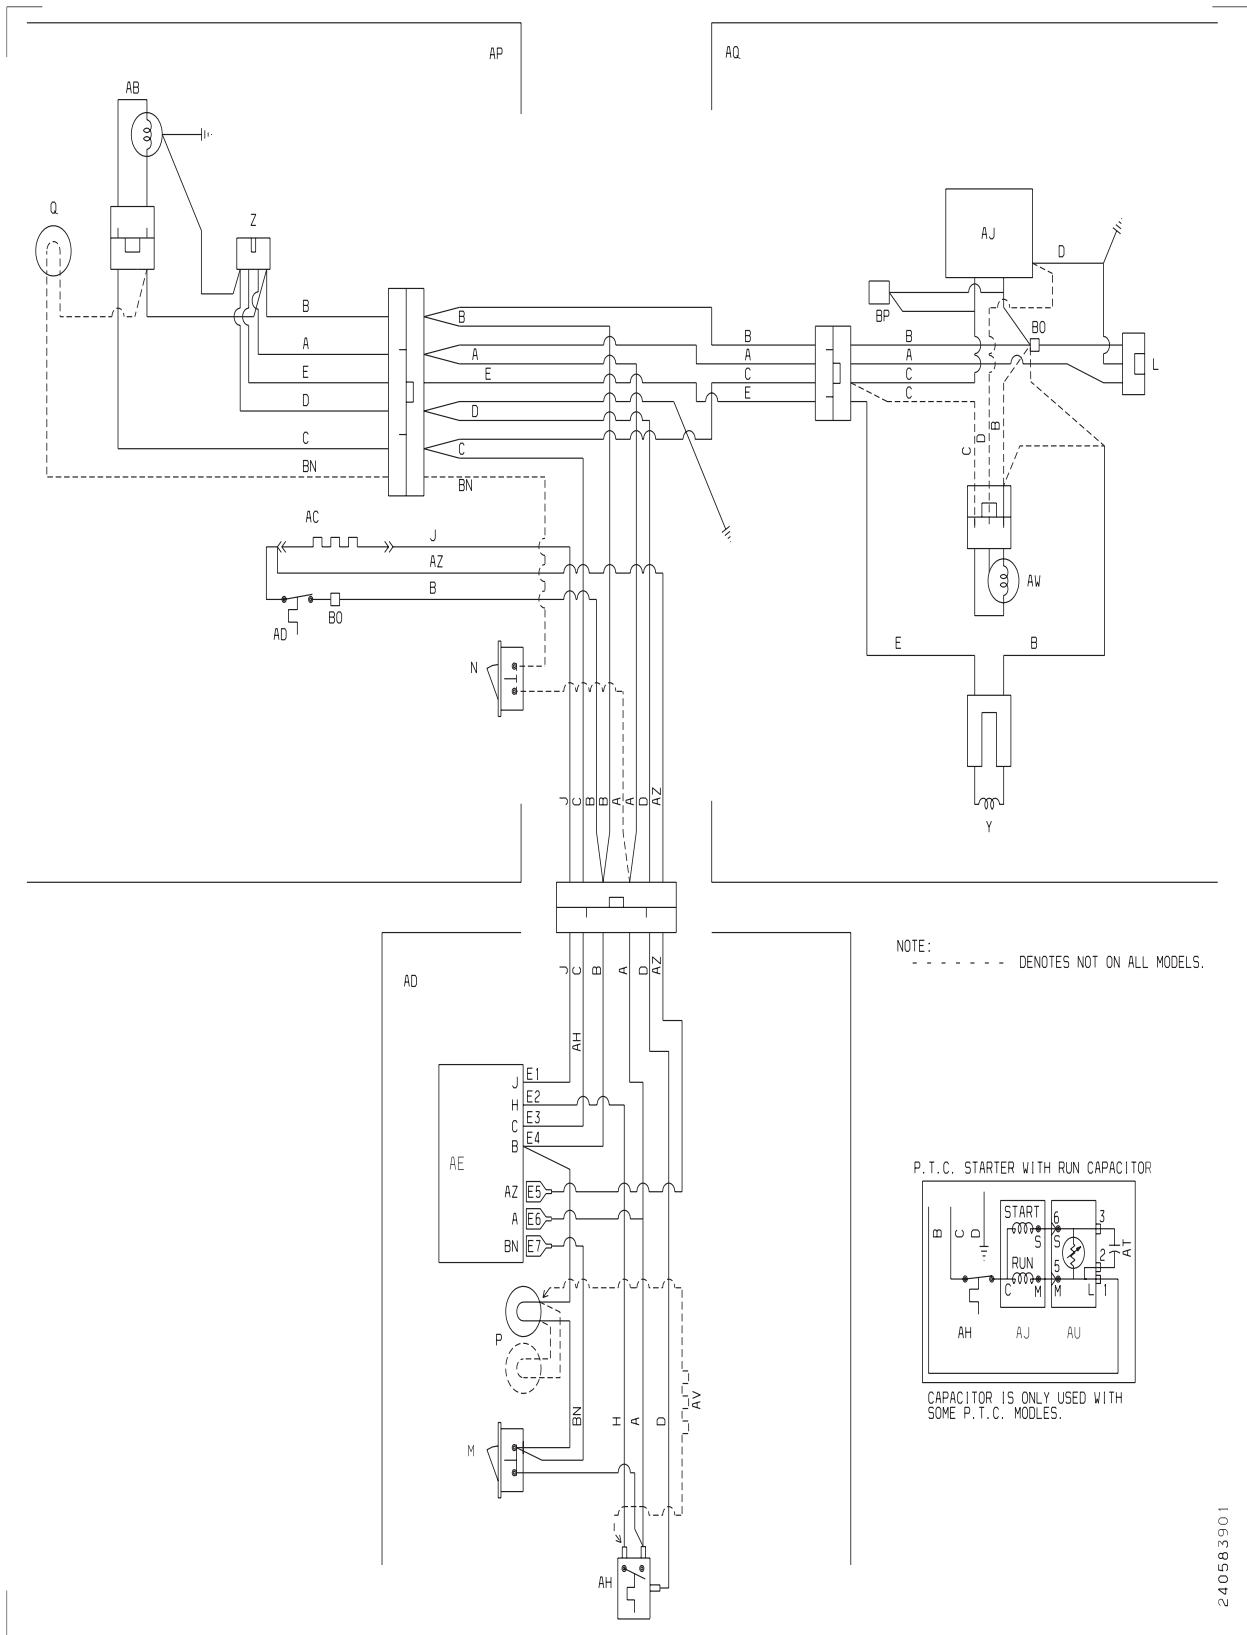 AP
AQ
AB
Q
Z
AJ
D
BP
BO
L
B
A
E
D
C
BN
B
A
E
D
C
BN
B
A
C
E
B
A
C
C
C
D
B
AW
E
B
Y
AC
J
AZ
B
AD
BO
N
J
C
B
B
A
A
D
AZ
NOTE:
- - - - - - - DENOTES NOT ON ALL MODELS.
AD
J
C
B
A
D
AZ
AH
AE
J E1
H E2
C E3
B E4
AZ E5
A E6
BN E7
P
M
BN
H
A
D
AV
AH
P.T.C. STARTER WITH RUN CAPACITOR
B
C
D
START
S
6
S
3
AT
RUN
C
M
5
M
2
L
1
AH
AJ
AU
CAPACITOR IS ONLY USED WITH
SOME P.T.C. MODLES.
240583901